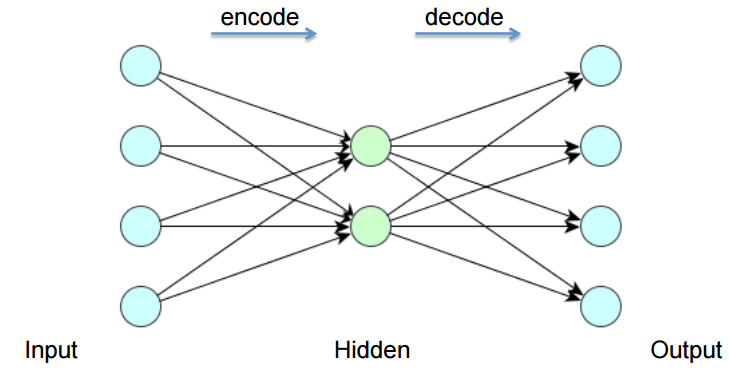 encode
decode
Input
Hidden
Output